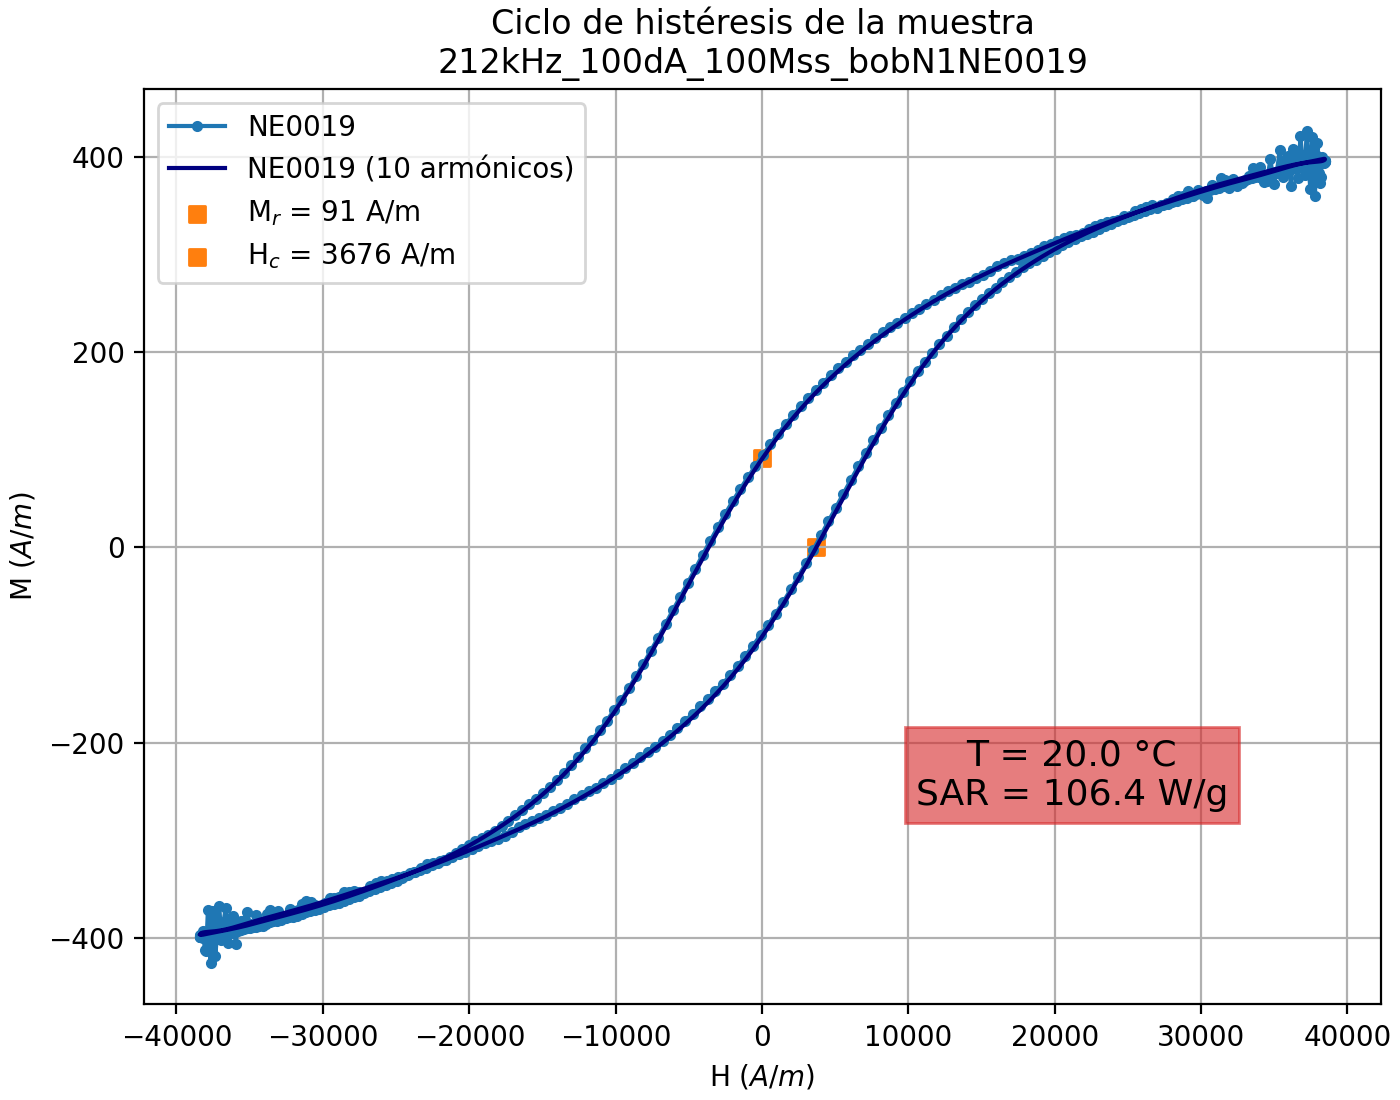 Ciclo de histéresis de la muestra
212kHz_100dA_100Mss_bobN1NE0019
NE0019
NE0019 (10 armónicos)
Mᵣ = 91 A/m
H꜀ = 3676 A/m
400
200
0
−200
−400
M (A/m)
T = 20.0 °C
SAR = 106.4 W/g
−40000 −30000 −20000 −10000 0 10000 20000 30000 40000
H (A/m)